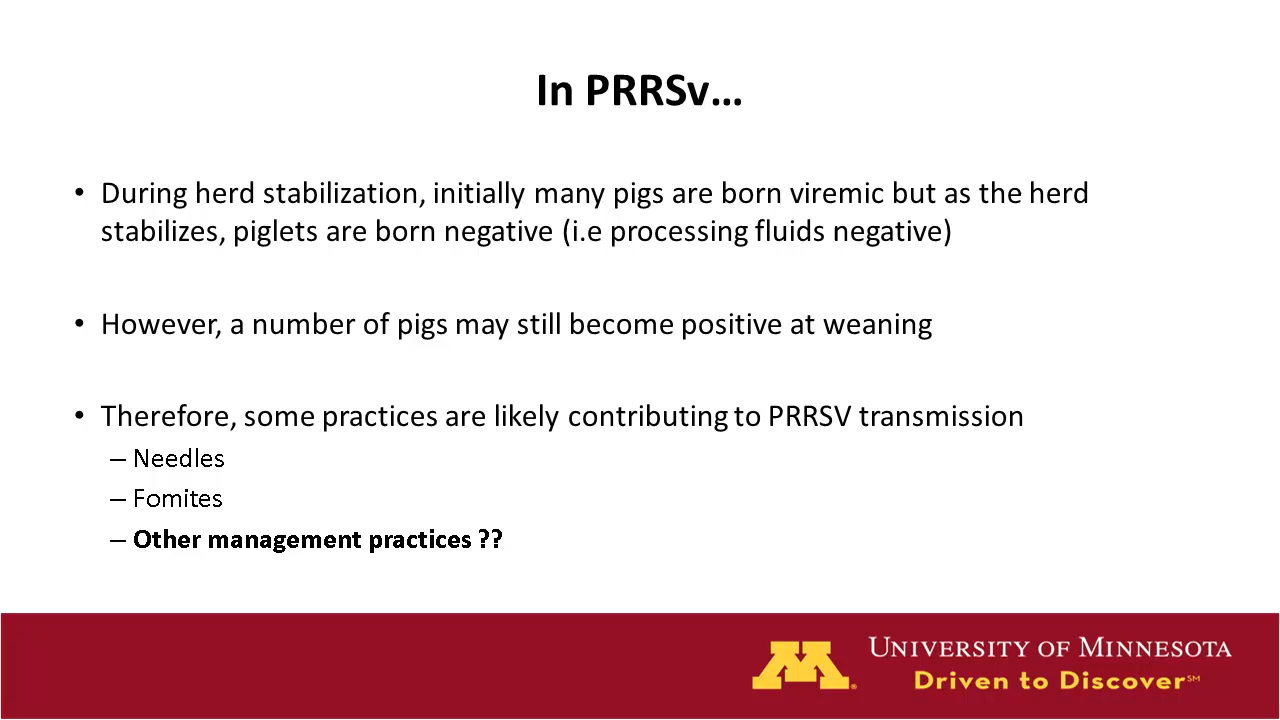 In PRRSv…
• During herd stabilization, initially many pigs are born viremic but as the herd
stabilizes, piglets are born negative (i.e processing fluids negative)
• However, a number of pigs may still become positive at weaning
• Therefore, some practices are likely contributing to PRRSV transmission
– Needles
– Fomites
– Other management practices ??
M®
UNIVERSITY OF MINNESOTA
Driven to Discover℠